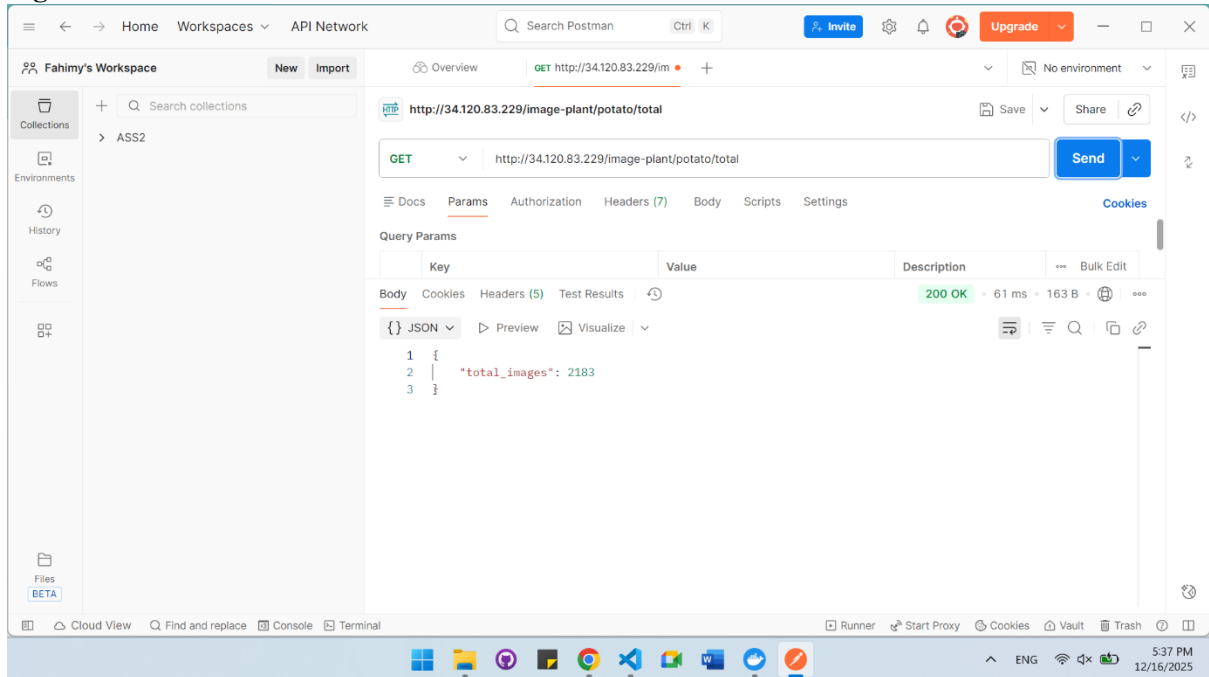 Home Workspaces API Network Search Postman Ctrl K Invite Upgrade
Fahimy's Workspace New Import Overview GET http://34.120.83.229/im No environment
Collections Search collections http://34.120.83.229/image-plant/potato/total Save Share
ASS2
GET http://34.120.83.229/image-plant/potato/total Send
Environments
Docs Params Authorization Headers (7) Body Scripts Settings Cookies
History
Query Params
Key Value Description Bulk Edit
Flows
Body Cookies Headers (5) Test Results 200 OK 61 ms 163 B
{} JSON Preview Visualize
1 {
2 "total_images": 2183
3 }
Files
BETA
Cloud View Find and replace Console Terminal Runner Start Proxy Cookies Vault Trash
ENG 5:37 PM
12/16/2025